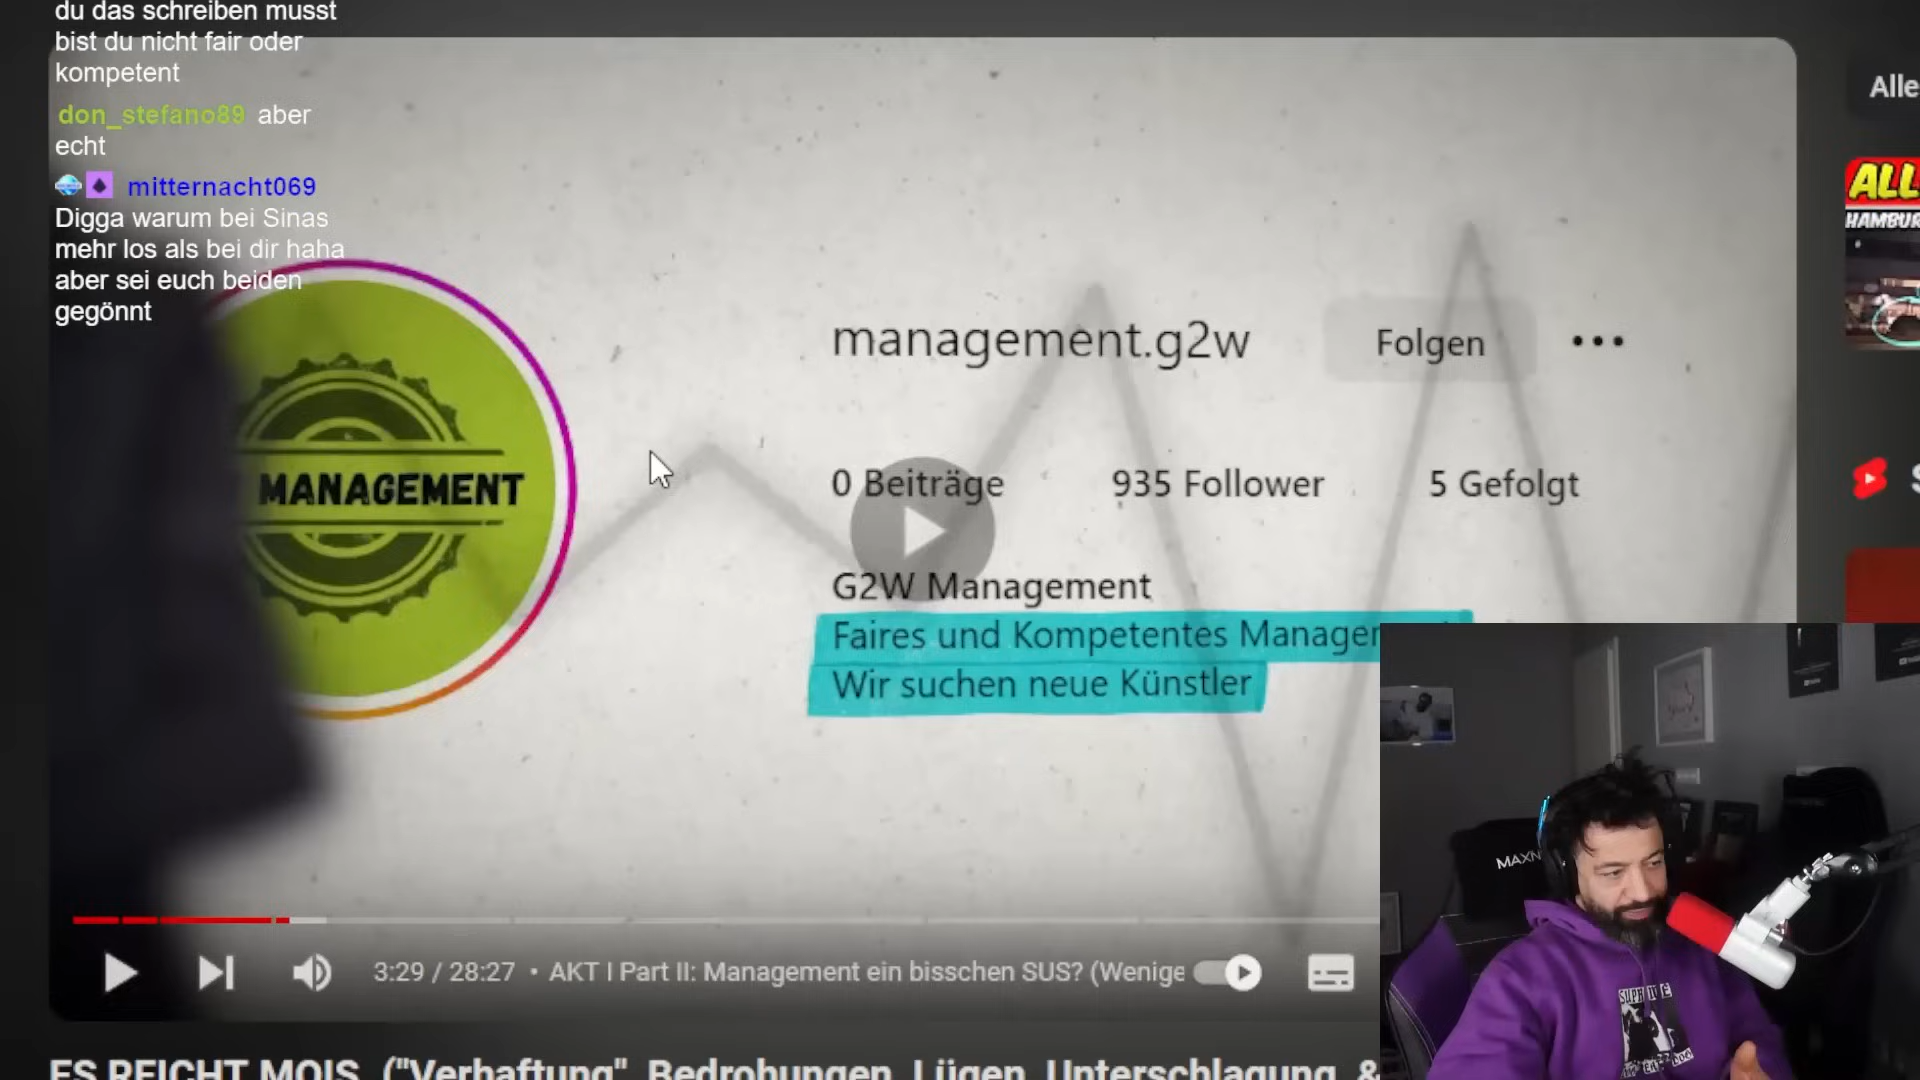 du das schreiben musst
bist du nicht fair oder
kompetent
don_stefano89 aber
echt
mitternacht069
Digga warum bei Sinas
mehr los als bei dir haha
aber sei euch beiden
gegönnt
Alle
ALL
HAMBUR
management.g2w
Folgen
MANAGEMENT
0 Beiträge 935 Follower 5 Gefolgt
G2W Management
Faires und Kompetentes Manager
Wir suchen neue Künstler
MAXN
3:29 / 28:27 • AKT I Part II: Management ein bisschen SUS? (Wenige
ES REICHT MOIS. ("Verhaftung", Bedrohungen, Lügen, Unterschlagung, &